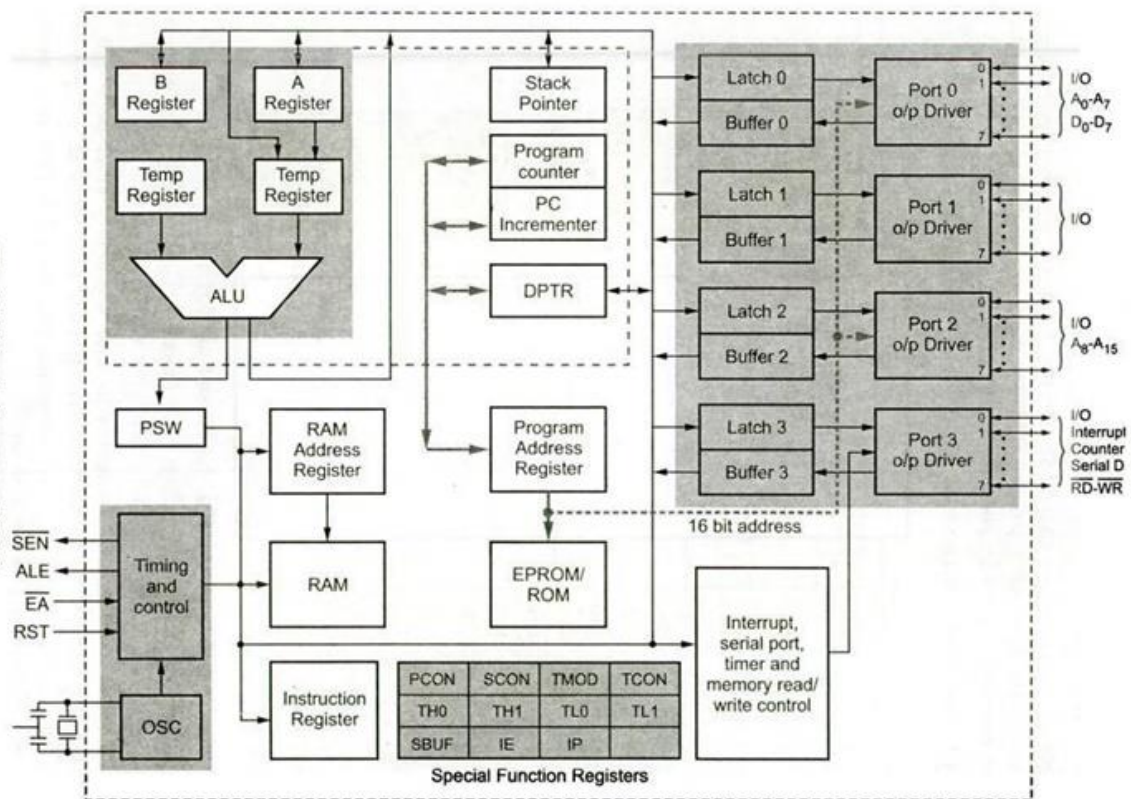 B
Register
A
Register
Temp
Register
Temp
Register
ALU
Stack
Pointer
Program
counter
PC
Incrementer
DPTR
Latch 0
Buffer 0
Port 0
o/p Driver
0
1
7
I/O
A0-A7
D0-D7
Latch 1
Buffer 1
Port 1
o/p Driver
0
1
7
I/O
Latch 2
Buffer 2
Port 2
o/p Driver
0
1
7
I/O
A8-A15
Latch 3
Buffer 3
Port 3
o/p Driver
0
1
7
I/O
Interrupt
Counter
Serial D
RD-WR
PSW
RAM
Address
Register
Program
Address
Register
16 bit address
SEN
ALE
EA
RST
Timing
and
control
RAM
EPROM/
ROM
OSC
Instruction
Register
PCON SCON TMOD TCON
TH0 TH1 TL0 TL1
SBUF IE IP
Special Function Registers
Interrupt,
serial port,
timer and
memory read/
write control